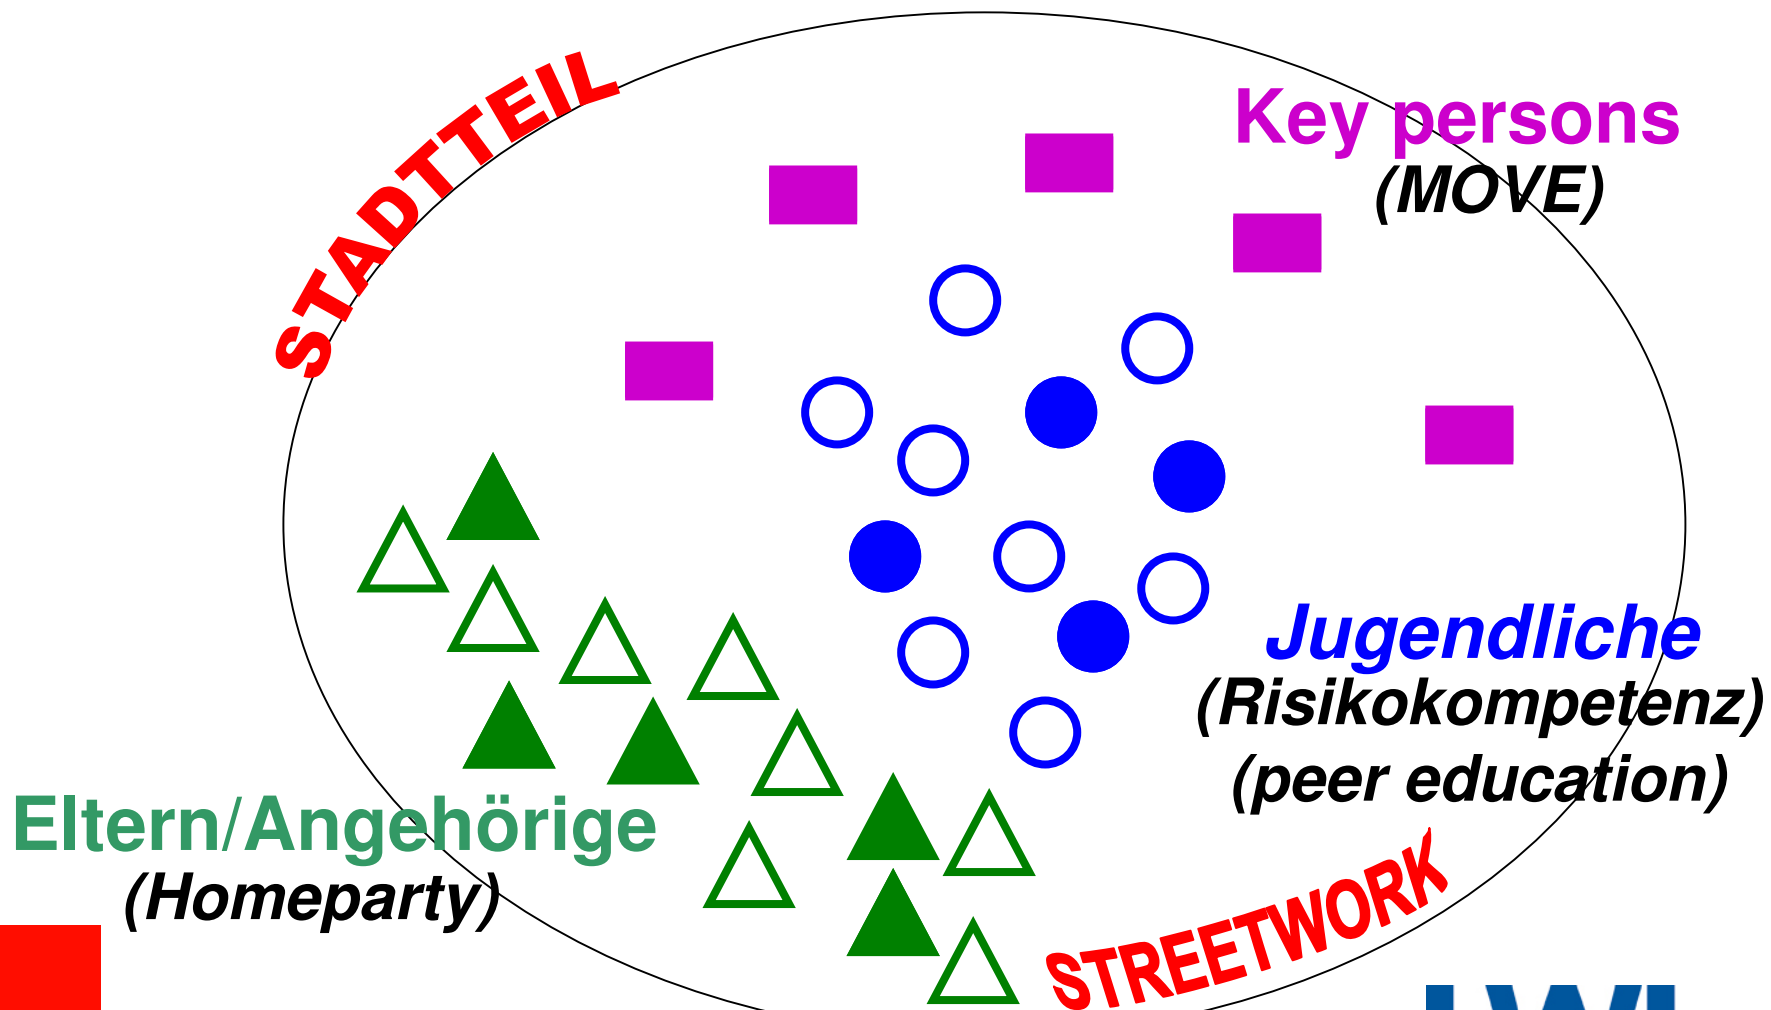 STADTTEIL
Key persons
(MOVE)
Jugendliche
(Risikokompetenz)
(peer education)
Eltern/Angehörige
(Homeparty)
STREETWORK